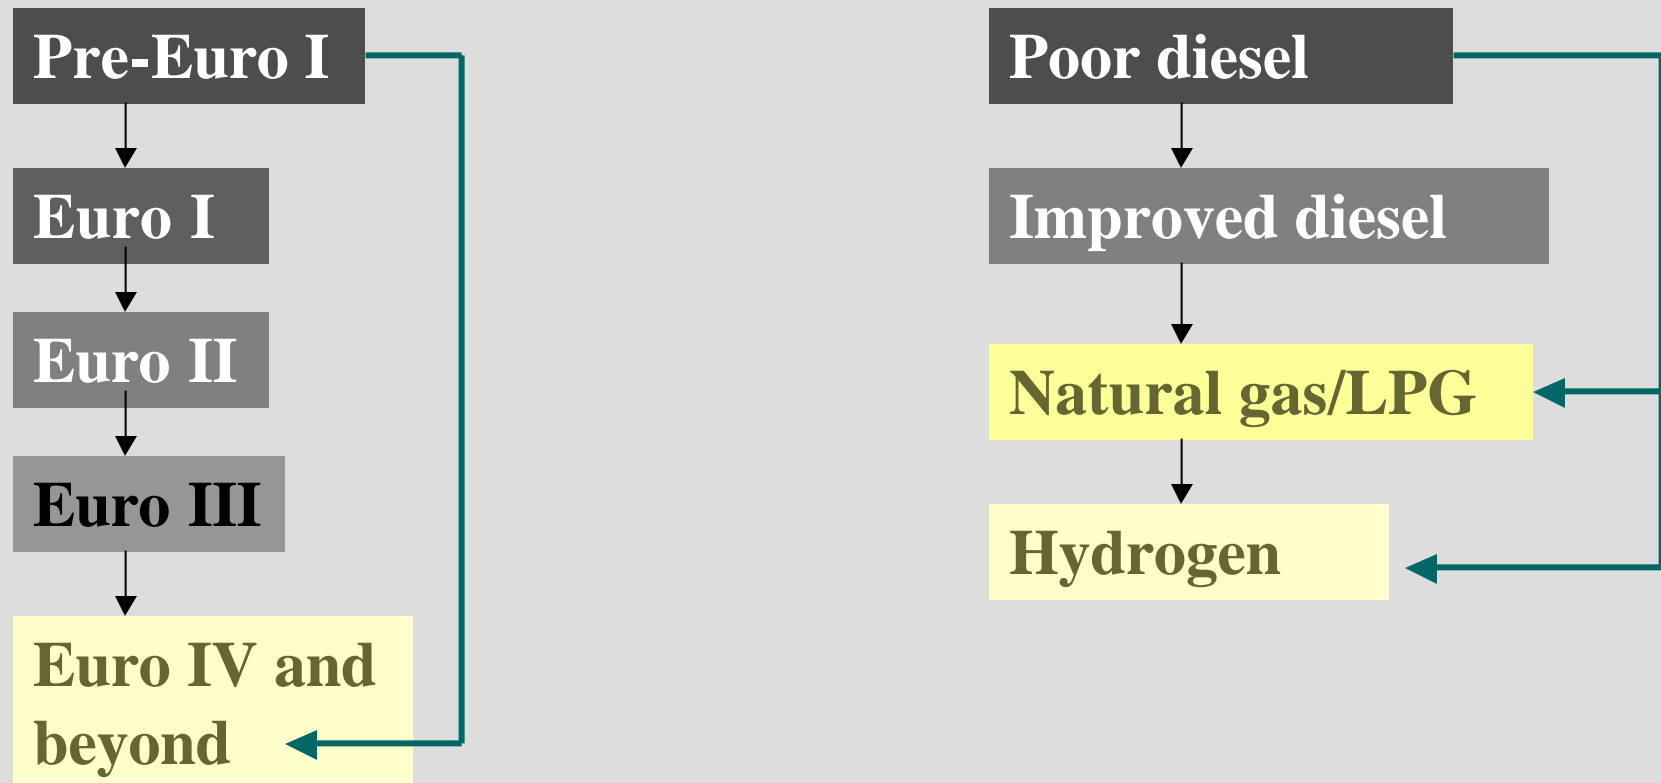 Pre-Euro I
Euro I
Euro II
Euro III
Euro IV and
beyond
Poor diesel
Improved diesel
Natural gas/LPG
Hydrogen